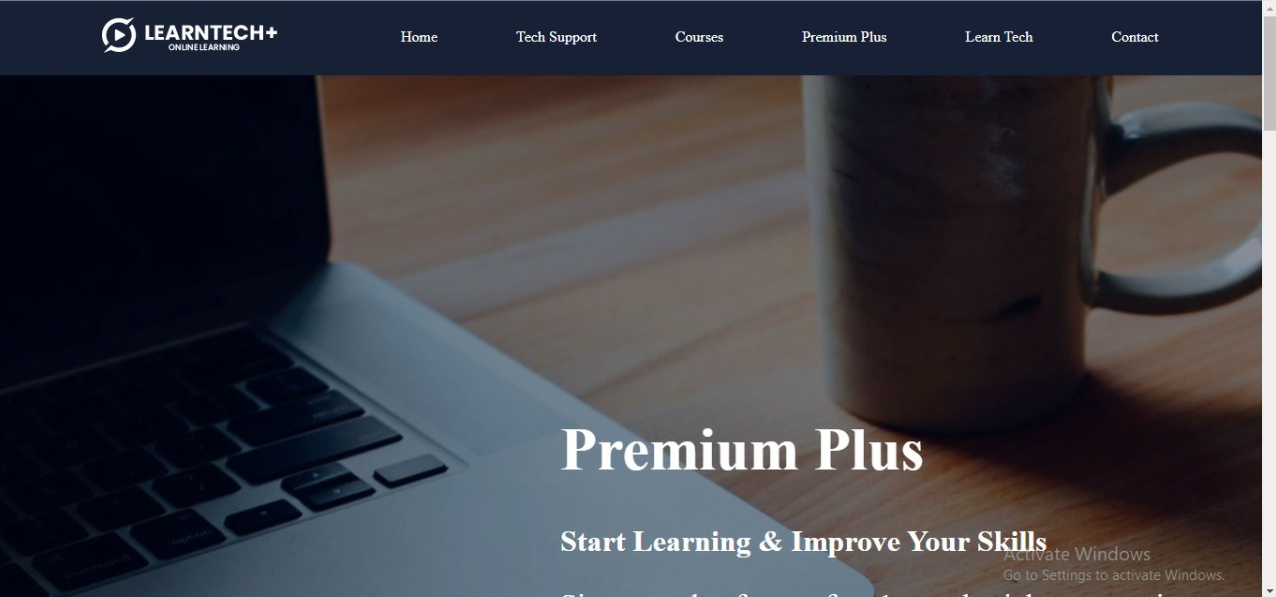 LEARNTECH+
ONLINE LEARNING
Home
Tech Support
Courses
Premium Plus
Learn Tech
Contact
Premium Plus
Start Learning & Improve Your Skills
Activate Windows
Go to Settings to activate Windows.